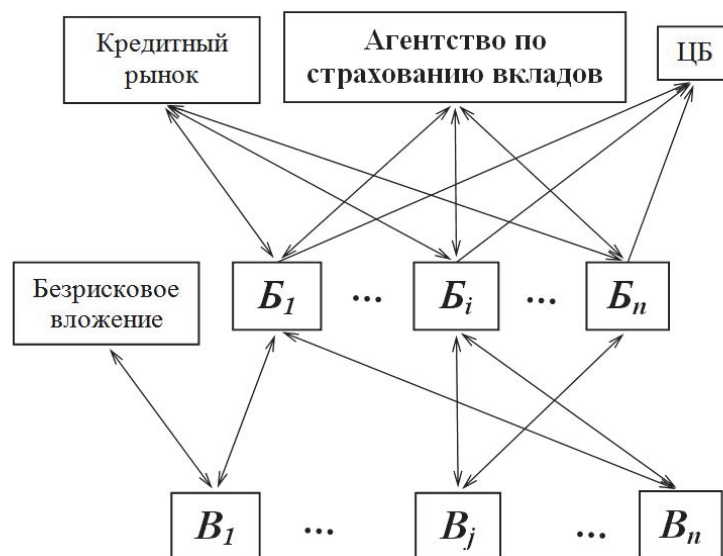 Кредитный
рынок
Агентство по
страхованию вкладов
ЦБ
Безрисковое
вложение
Б1 ... Бi ... Бn
В1 ... Вj ... Вn